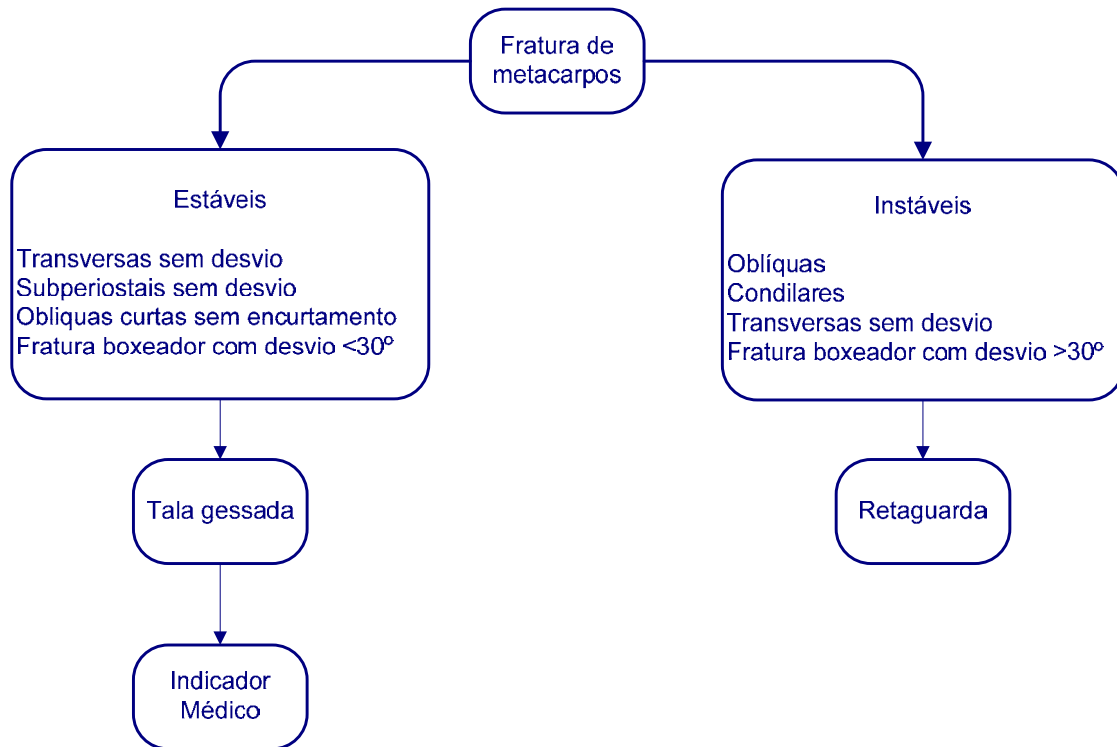 Fratura de
metacarpos
Estáveis
Transversas sem desvio
Subperiostais sem desvio
Obliquas curtas sem encurtamento
Fratura boxeador com desvio <30º
Instáveis
Oblíquas
Condilares
Transversas sem desvio
Fratura boxeador com desvio >30º
Tala gessada
Retaguarda
Indicador
Médico